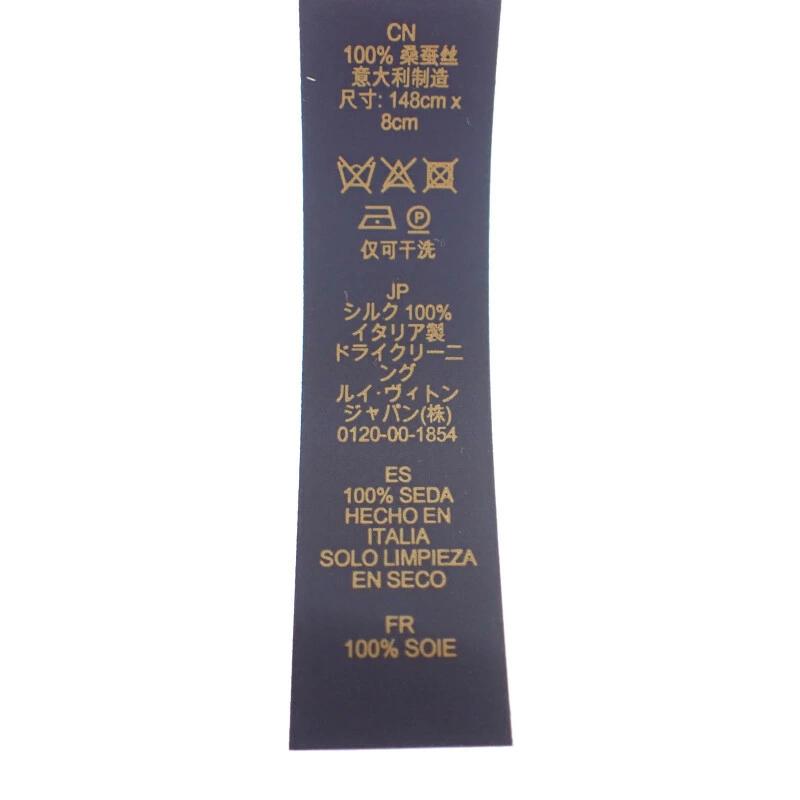 CN
100% 桑蚕丝
意大利制造
尺寸: 148cm x
8cm
P
仅可干洗
JP
シルク 100%
イタリア製
ドライクリーニ
ング
ルイ·ヴィトン
ジャパン(株)
0120-00-1854
ES
100% SEDA
HECHO EN
ITALIA
SOLO LIMPIEZA
EN SECO
FR
100% SOIE